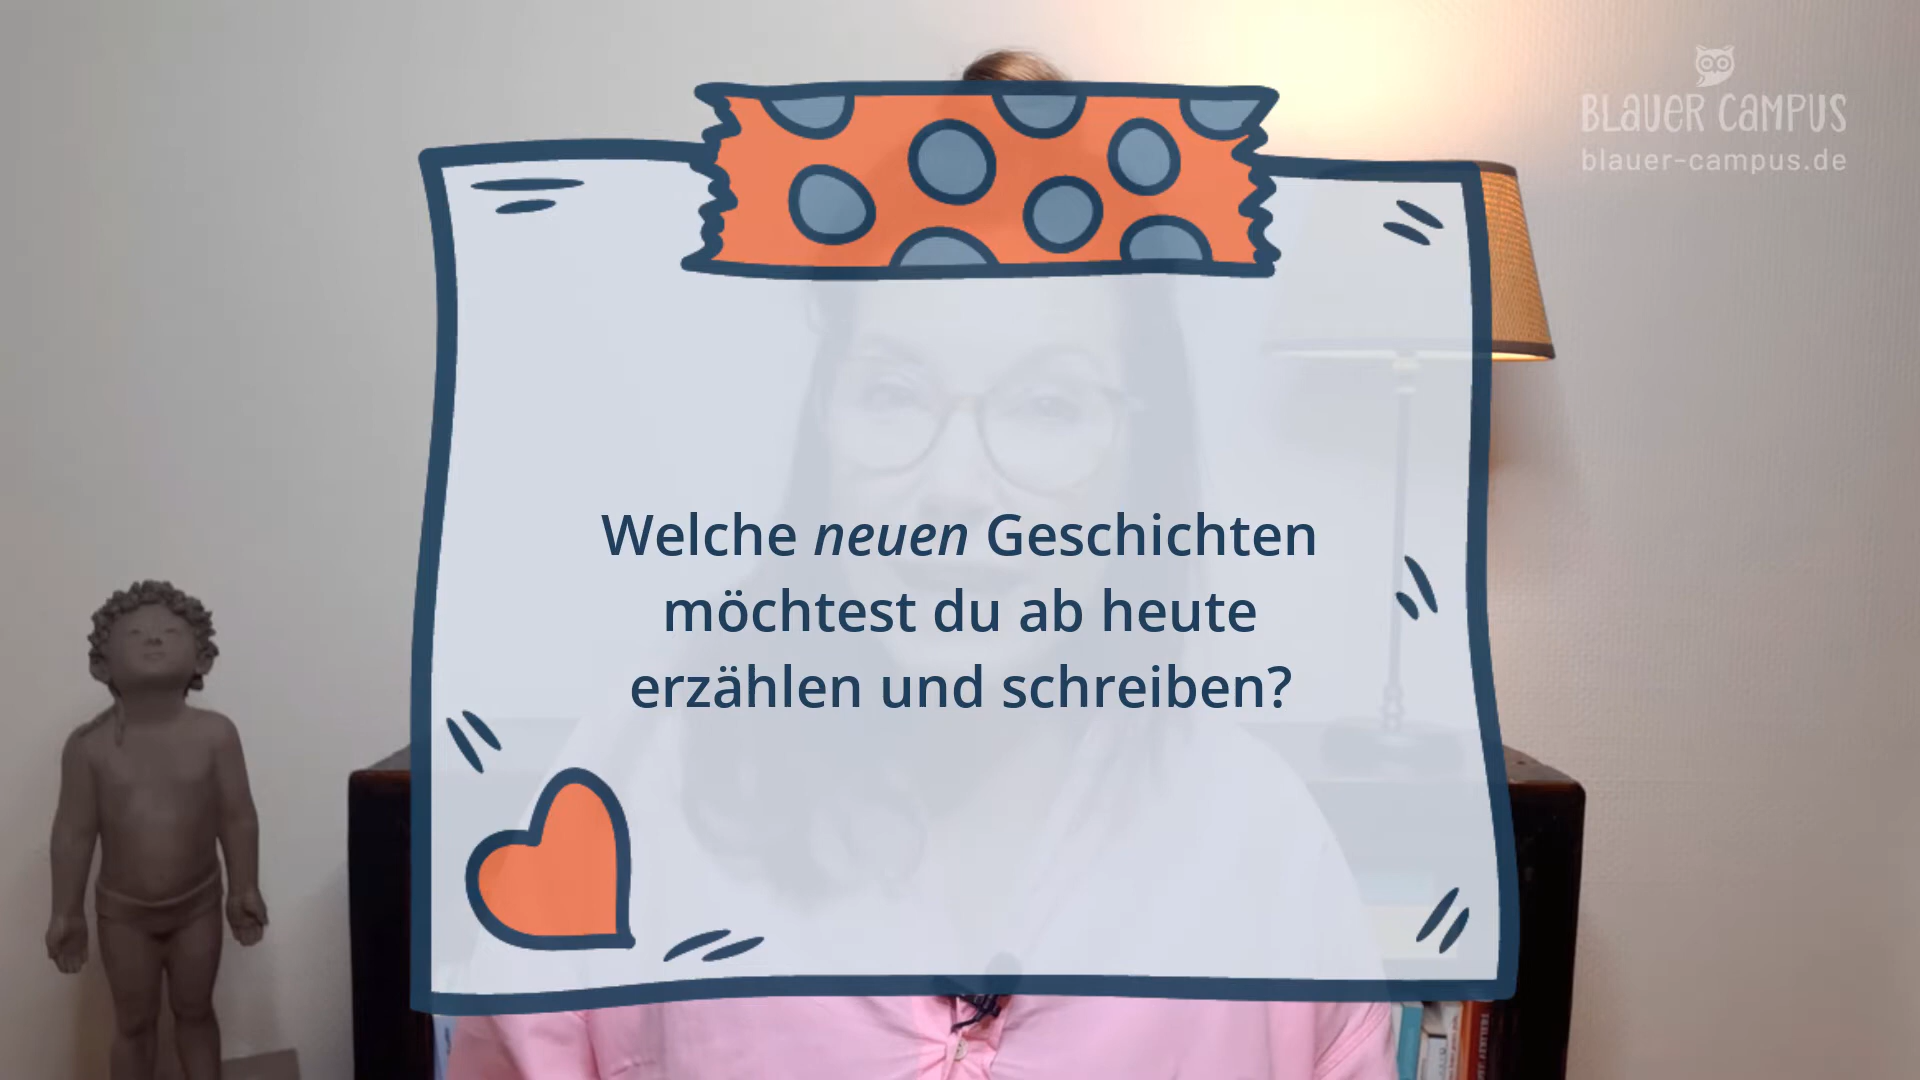 BLAUER CAMPUS
blauer-campus.de
Welche neuen Geschichten
möchtest du ab heute
erzählen und schreiben?